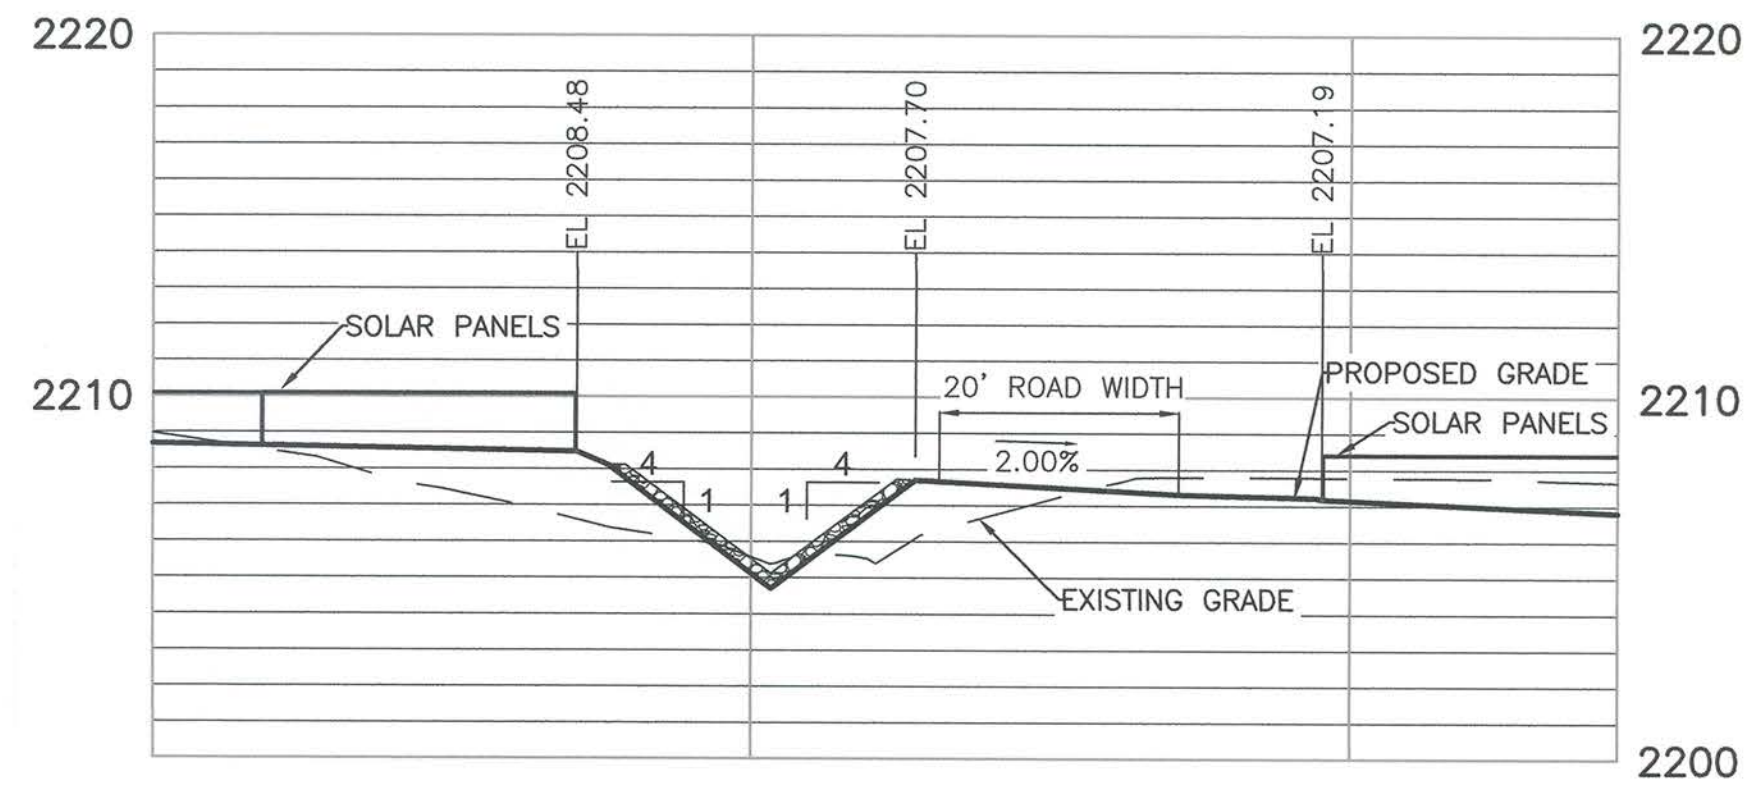 2220
2220
EL 2208.48
EL 2207.70
EL 2207.19
SOLAR PANELS
PROPOSED GRADE
2210
20' ROAD WIDTH
2210
SOLAR PANELS
4
4
2.00%
1
1
EXISTING GRADE
2200